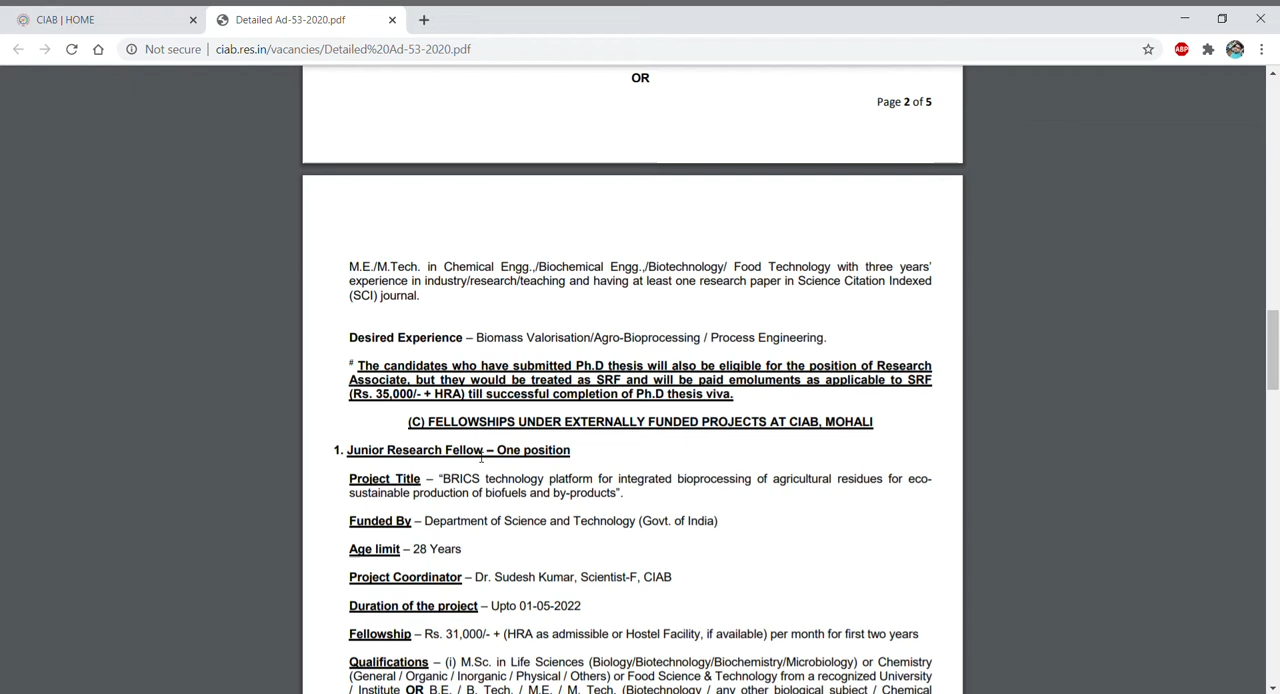 CIAB | HOME
Detailed Ad-53-2020.pdf
Not secure | ciab.res.in/vacancies/Detailed%20Ad-53-2020.pdf
ABP
OR
Page 2 of 5
M.E./M.Tech. in Chemical Engg.,/Biochemical Engg.,/Biotechnology/ Food Technology with three years'
experience in industry/research/teaching and having at least one research paper in Science Citation Indexed
(SCI) journal.
Desired Experience – Biomass Valorisation/Agro-Bioprocessing / Process Engineering.
# The candidates who have submitted Ph.D thesis will also be eligible for the position of Research
Associate, but they would be treated as SRF and will be paid emoluments as applicable to SRF
(Rs. 35,000/- + HRA) till successful completion of Ph.D thesis viva.
(C) FELLOWSHIPS UNDER EXTERNALLY FUNDED PROJECTS AT CIAB, MOHALI
1. Junior Research Fellow – One position
Project Title – “BRICS technology platform for integrated bioprocessing of agricultural residues for eco-
sustainable production of biofuels and by-products”.
Funded By – Department of Science and Technology (Govt. of India)
Age limit – 28 Years
Project Coordinator – Dr. Sudesh Kumar, Scientist-F, CIAB
Duration of the project – Upto 01-05-2022
Fellowship – Rs. 31,000/- + (HRA as admissible or Hostel Facility, if available) per month for first two years
Qualifications – (i) M.Sc. in Life Sciences (Biology/Biotechnology/Biochemistry/Microbiology) or Chemistry
(General / Organic / Inorganic / Physical / Others) or Food Science & Technology from a recognized University
/ Institute OR B.E. / B. Tech. / M.E. / M. Tech. (Biotechnology / any other biological subject / Chemical